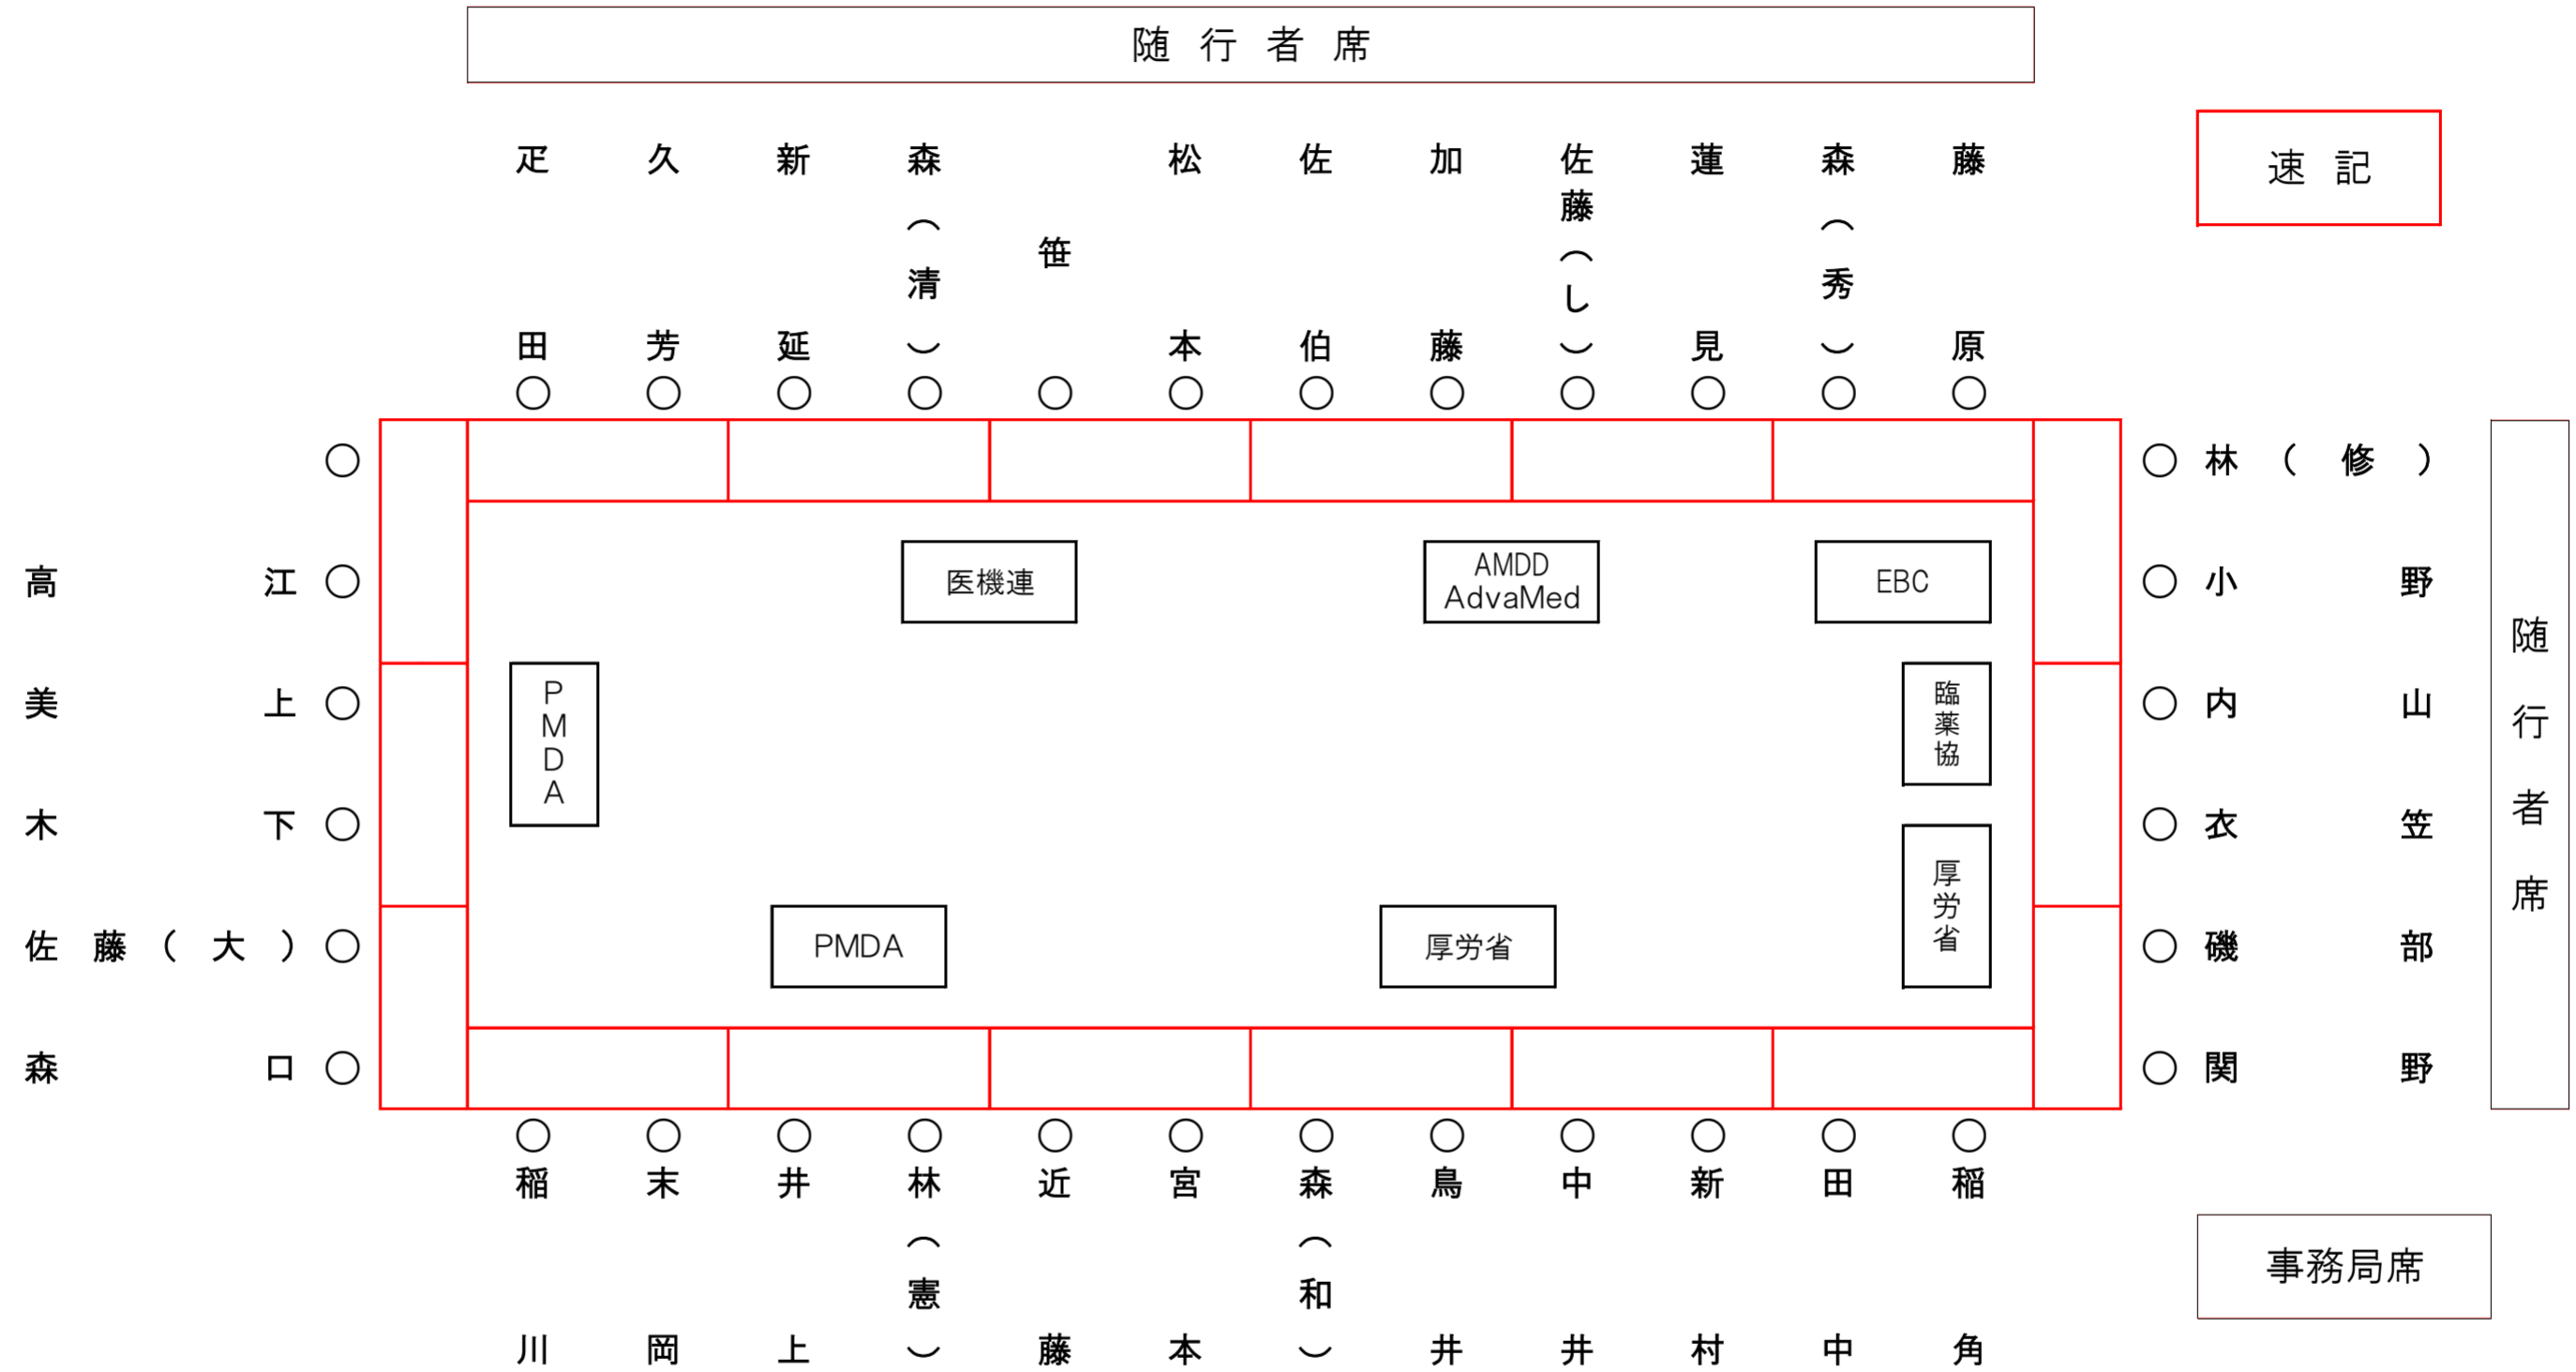 随行者席
速記
疋田
久芳
新延
森（清）
笹
松本
佐伯
加藤
佐藤（し）
蓮見
森（秀）
藤原
林（修）
小野
内山
衣笠
磯部
関野
随行者席
高江
美上
木下
佐藤（大）
森口
医機連
AMDD
AdvaMed
EBC
PMDA
臨薬協
厚労省
PMDA
厚労省
稲川
末岡
井上
林（憲）
近藤
宮本
森（和）
鳥井
中井
新村
田中
稲角
事務局席